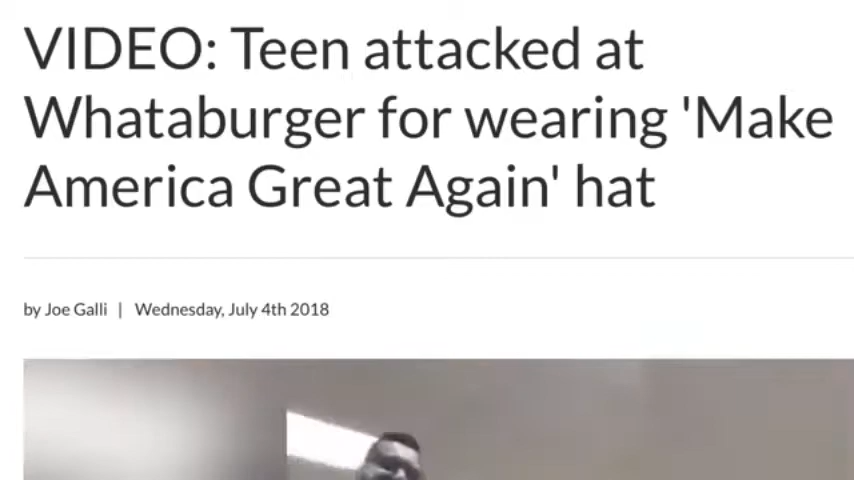 VIDEO: Teen attacked at
Whataburger for wearing 'Make
America Great Again' hat
by Joe Galli | Wednesday, July 4th 2018